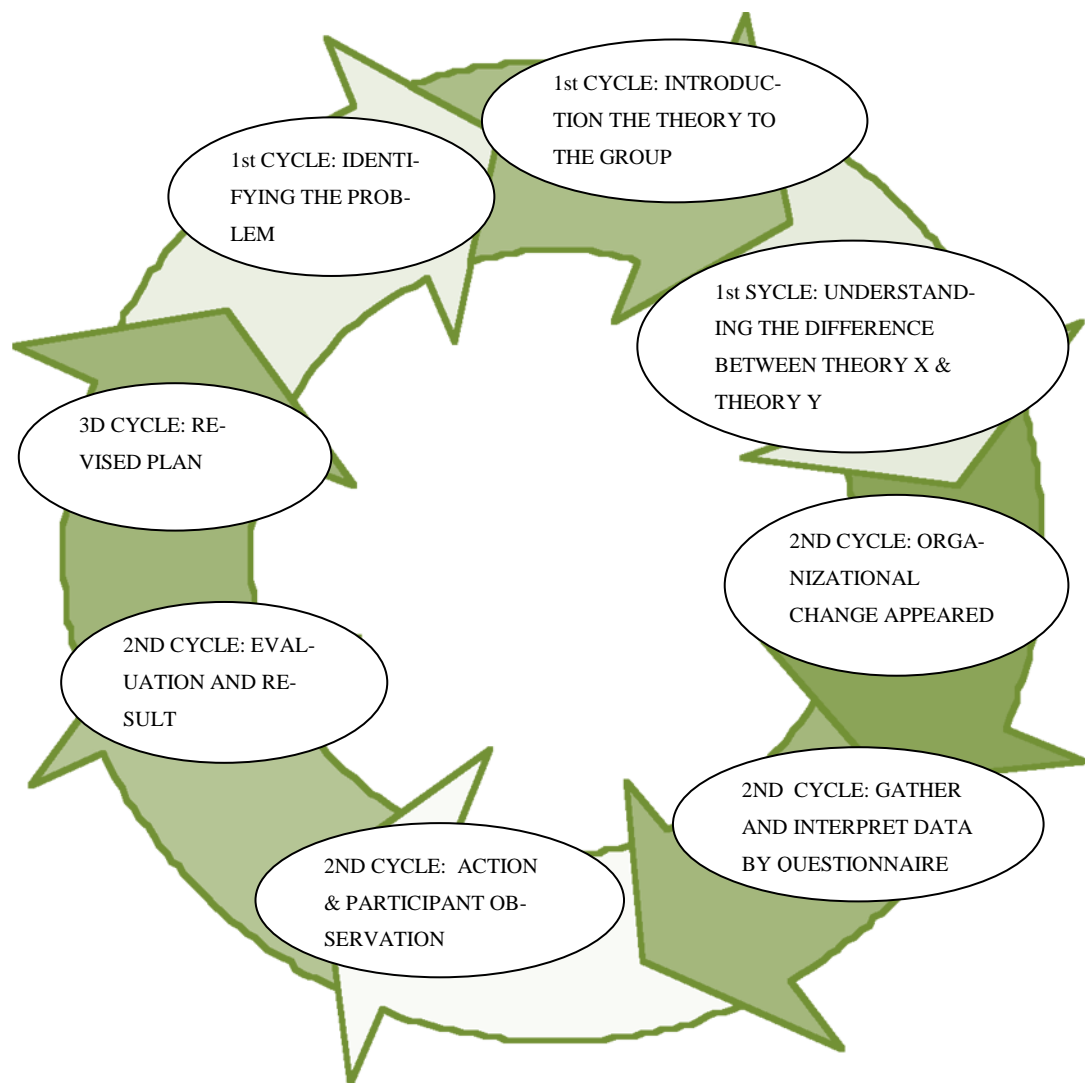 1st CYCLE: IDENTI-
FYING THE PROB-
LEM
1st CYCLE: INTRODUC-
TION THE THEORY TO
THE GROUP
1st SYCLE: UNDERSTAND-
ING THE DIFFERENCE
BETWEEN THEORY X &
THEORY Y
2ND CYCLE: ORGA-
NIZATIONAL
CHANGE APPEARED
2ND CYCLE: GATHER
AND INTERPRET DATA
BY QUESTIONNAIRE
2ND CYCLE: ACTION
& PARTICIPANT OB-
SERVATION
2ND CYCLE: EVAL-
UATION AND RE-
SULT
3D CYCLE: RE-
VISED PLAN